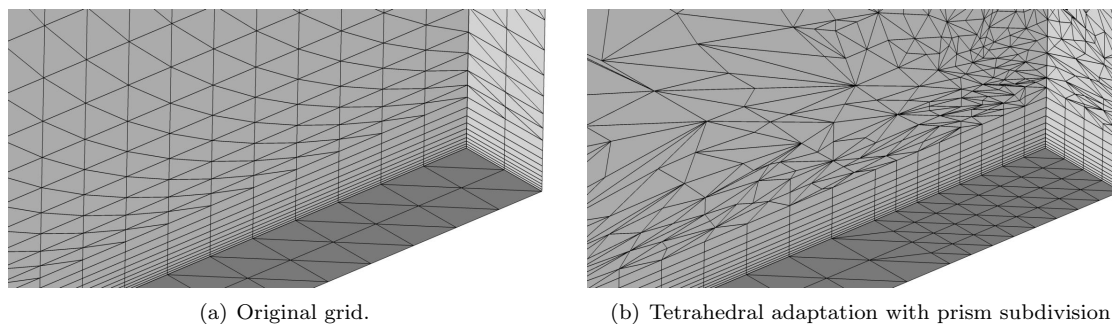 (a) Original grid.
(b) Tetrahedral adaptation with prism subdivision